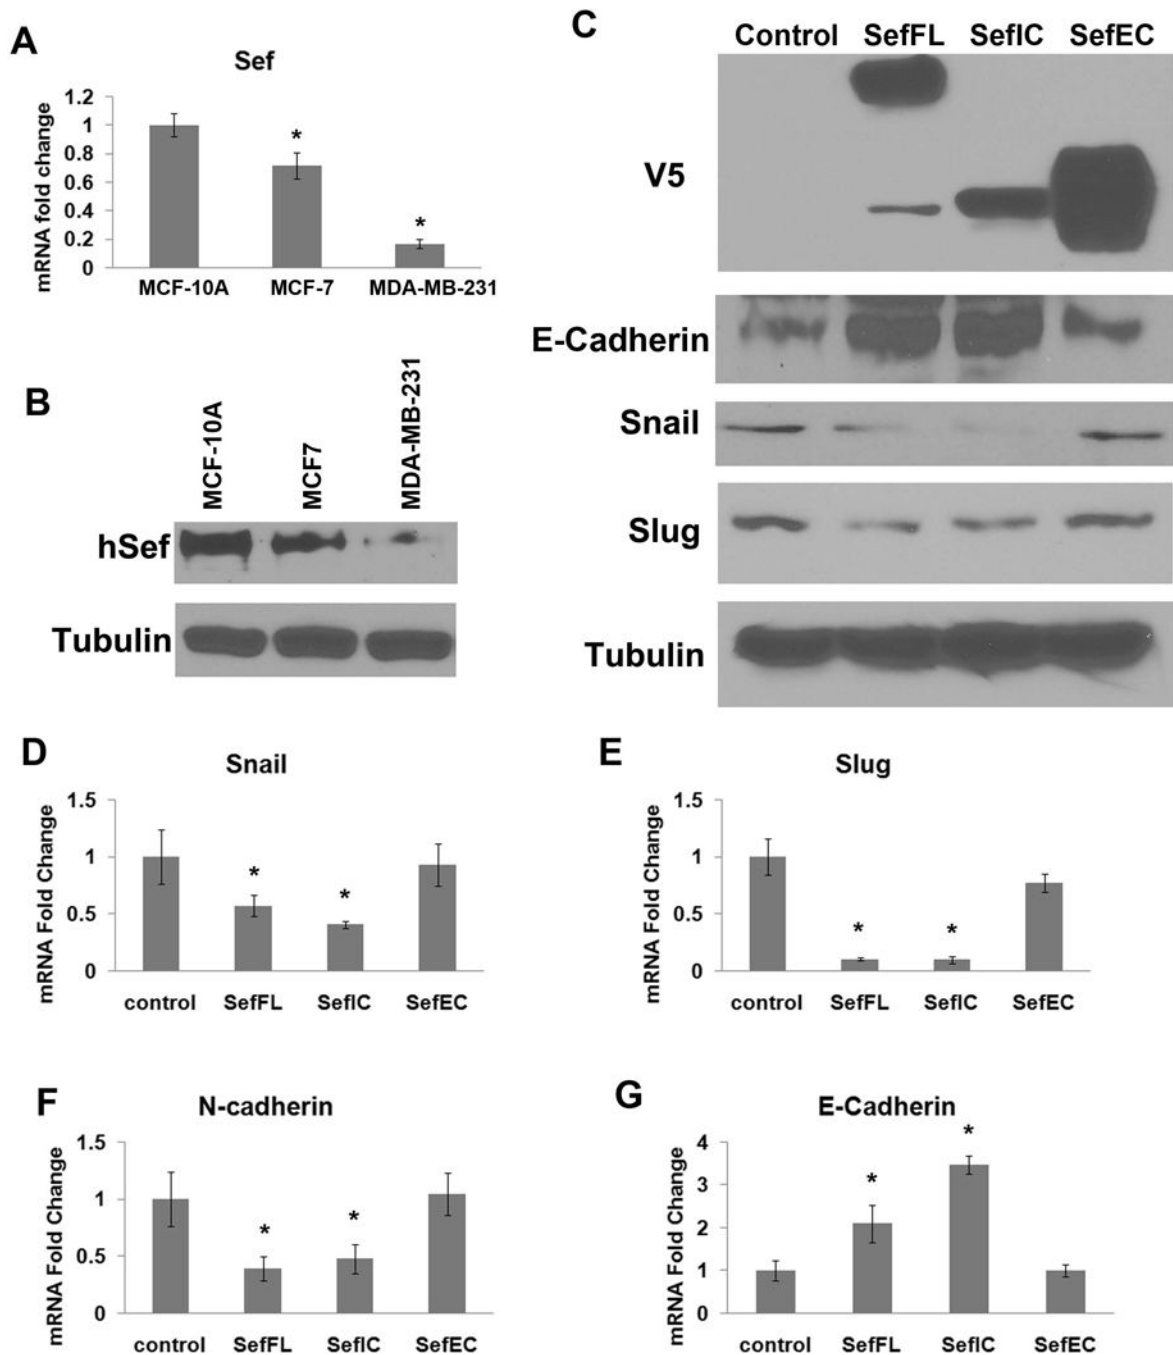 A
Sef
mRNA fold change
1.2
1
0.8
0.6
0.4
0.2
0
*
*
MCF-10A MCF-7 MDA-MB-231
B
MCF-10A
MCF7
MDA-MB-231
hSef
Tubulin
C
Control SefFL SefIC SefEC
V5
E-Cadherin
Snail
Slug
Tubulin
D
Snail
mRNA Fold Change
1.5
1
0.5
0
*
*
control SefFL SefIC SefEC
E
Slug
mRNA Fold Change
1.5
1
0.5
0
*
*
control SefFL SefIC SefEC
F
N-cadherin
mRNA Fold Change
1.5
1
0.5
0
*
*
control SefFL SefIC SefEC
G
E-Cadherin
mRNA Fold Change
4
3
2
1
0
*
*
control SefFL SefIC SefEC